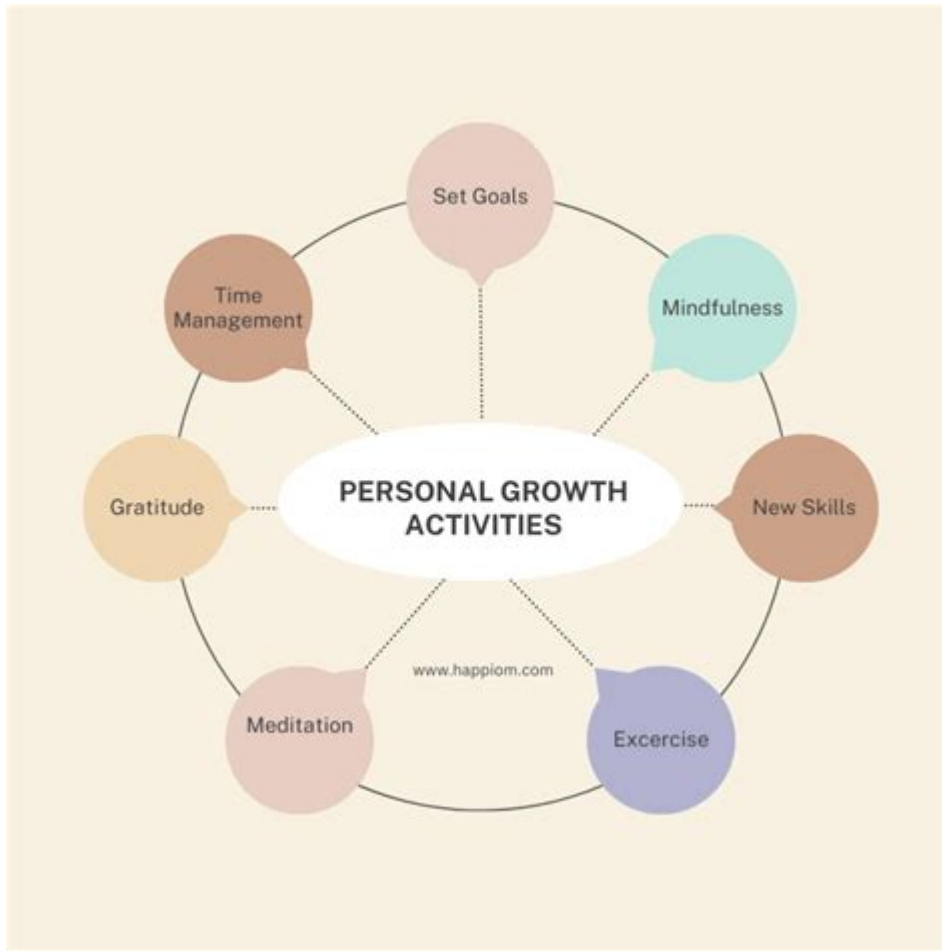 Set Goals
Mindfulness
New Skills
Excercise
Meditation
Gratitude
Time
Management
PERSONAL GROWTH
ACTIVITIES
www.happiom.com